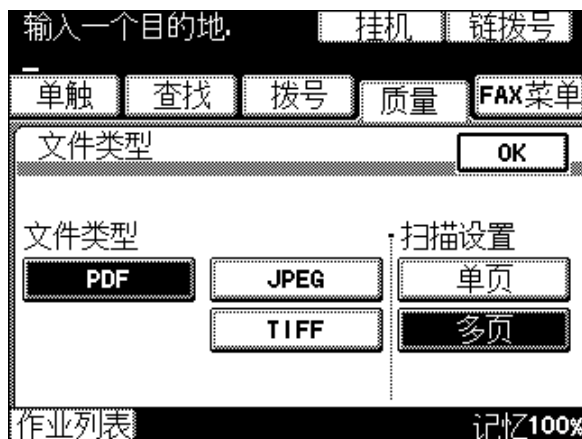 输入一个目的地. 挂机 链拨号
单触 查找 拨号 质量 FAX菜单
文件类型 OK
文件类型 扫描设置
PDF JPEG 单页
TIFF 多页
作业列表 记忆100%